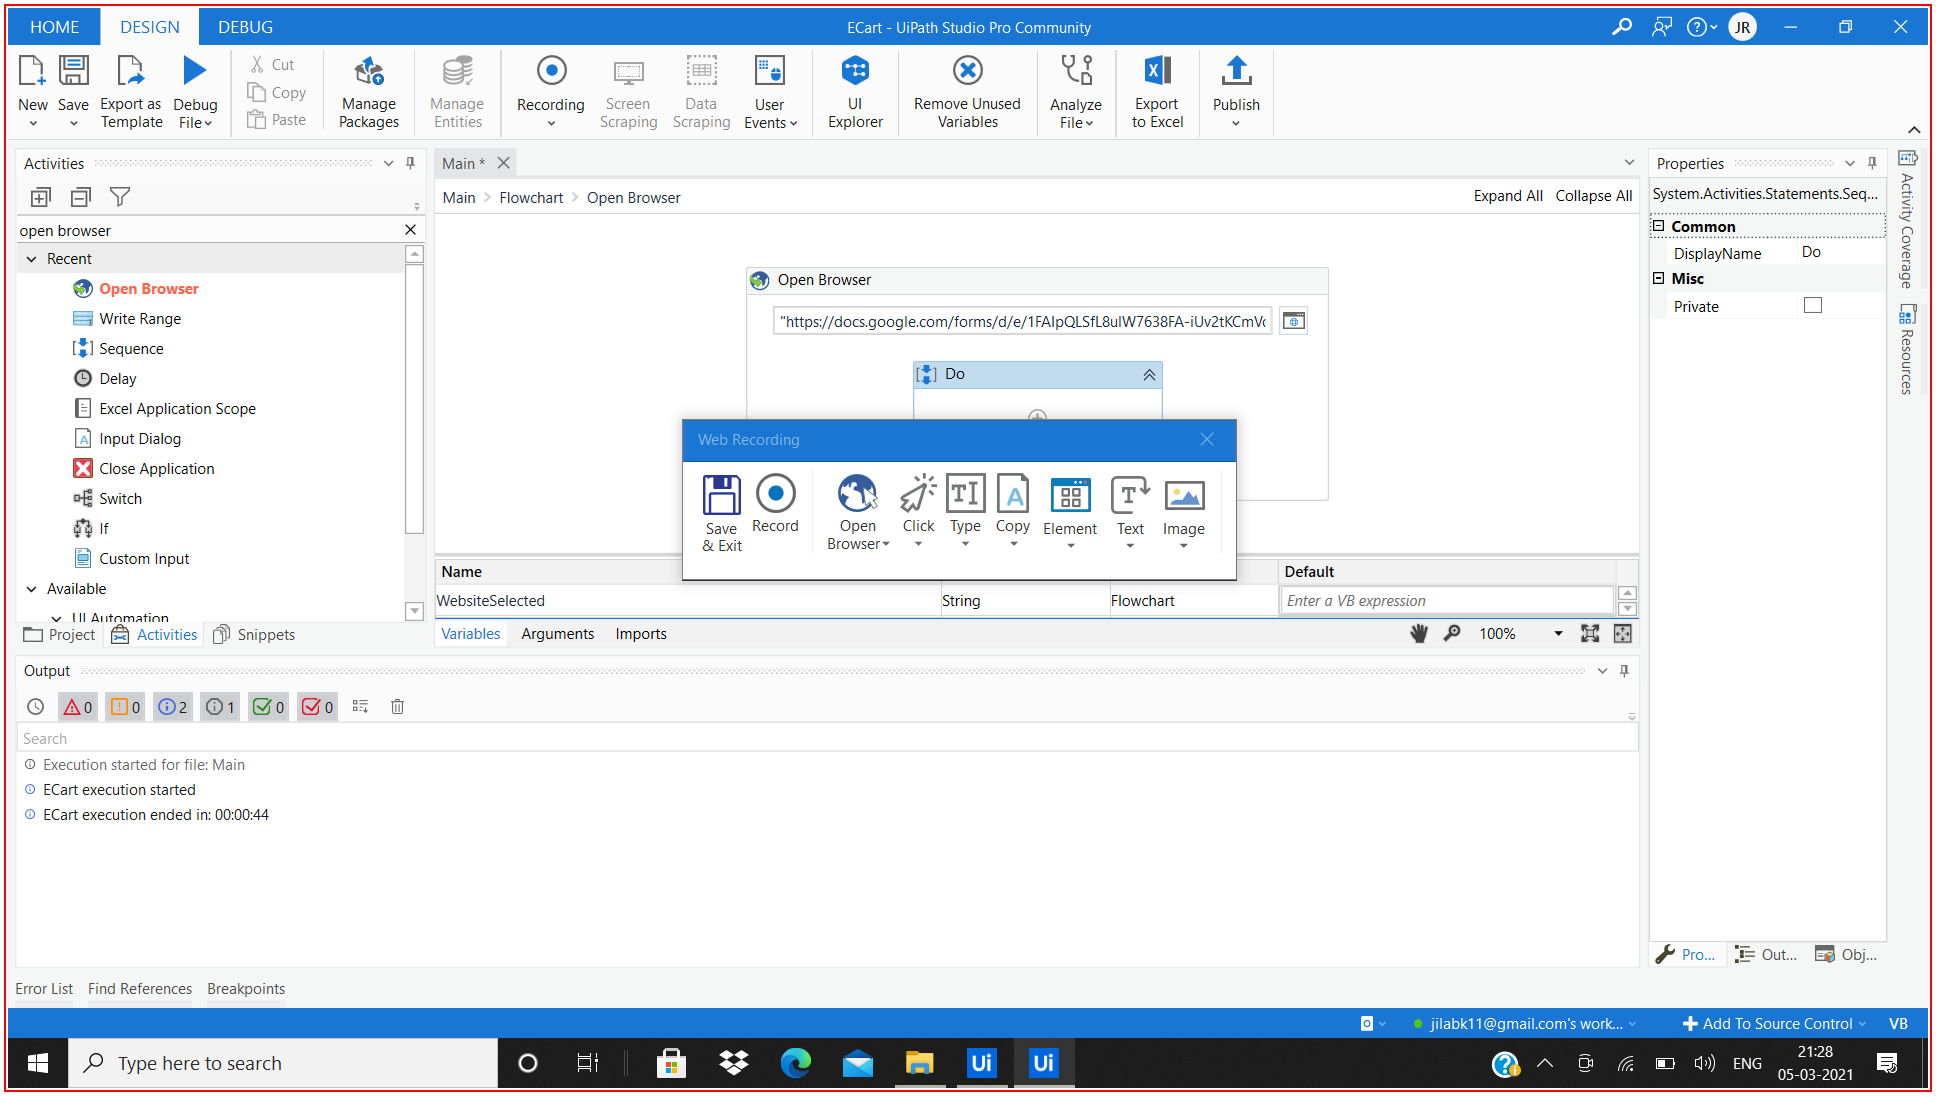 HOME DESIGN DEBUG ECart - UiPath Studio Pro Community JR
New Save Export as Template Debug File Cut Copy Paste Manage Packages Manage Entities Recording Screen Scraping Data Scraping User Events UI Explorer Remove Unused Variables Analyze File Export to Excel Publish
Activities
open browser
Recent
Open Browser
Write Range
Sequence
Delay
Excel Application Scope
Input Dialog
Close Application
Switch
If
Custom Input
Available
UI Automation
Project Activities Snippets
Main *
Main > Flowchart > Open Browser Expand All Collapse All
Open Browser
"https://docs.google.com/forms/d/e/
Do
Web Recording
Save & Exit Record Open Browser Click Type Copy Element Text Image
Name Default
WebsiteSelected String Flowchart Enter a VB expression
Variables Arguments Imports 100%
Properties
System.Activities.Statements.Seq...
Common
DisplayName Do
Misc
Private
Activity Coverage
Resources
Pro... Out... Obj...
Output
0 0 2 1 0 0
Search
Execution started for file: Main
ECart execution started
ECart execution ended in: 00:00:44
Error List Find References Breakpoints
jilabk11@gmail.com's work... Add To Source Control VB
Type here to search Ui Ui ENG
21:28
05-03-2021